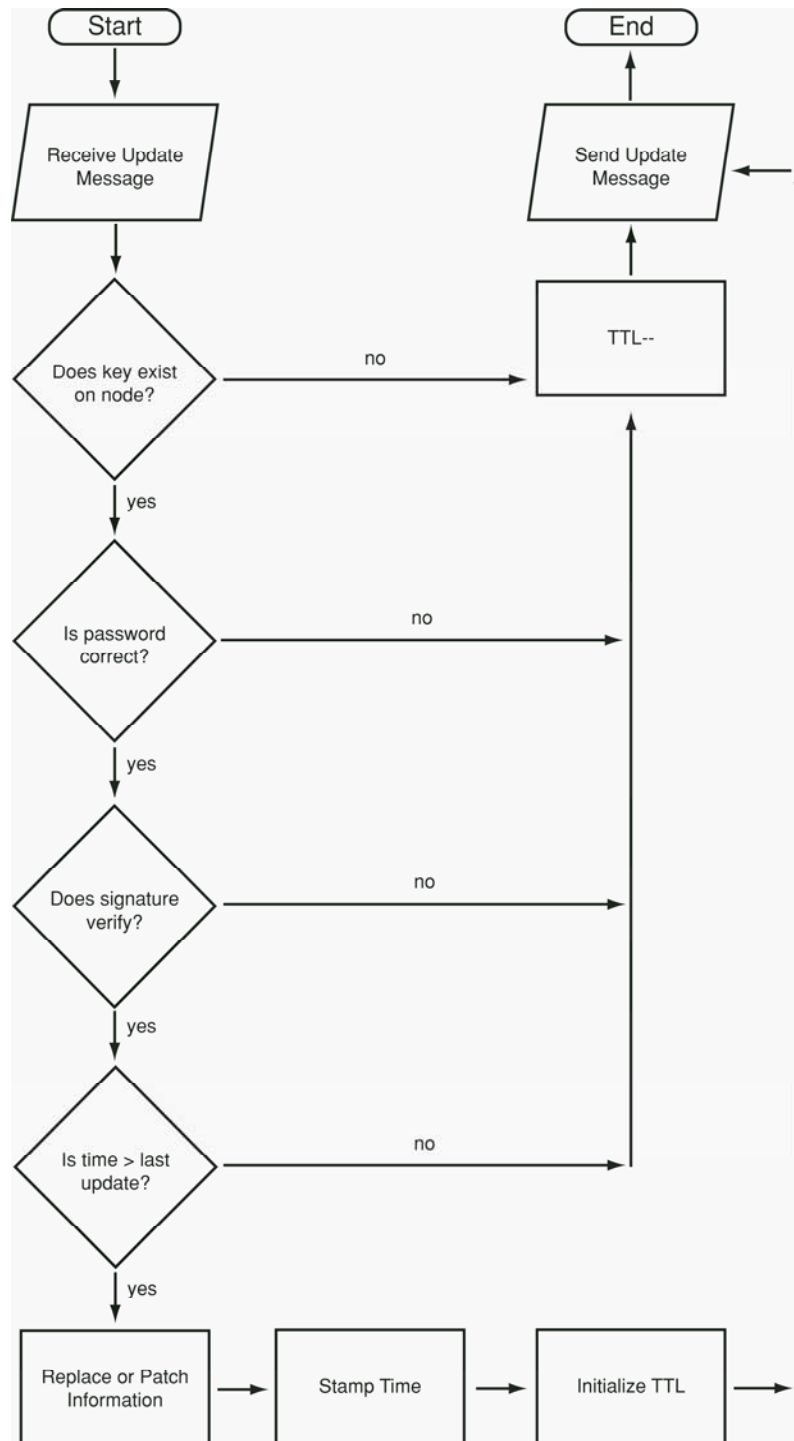 Start
End
Receive Update
Message
Send Update
Message
TTL--
Does key exist
on node?
no
yes
Is password
correct?
no
yes
Does signature
verify?
no
yes
Is time > last
update?
no
yes
Replace or Patch
Information
Stamp Time
Initialize TTL